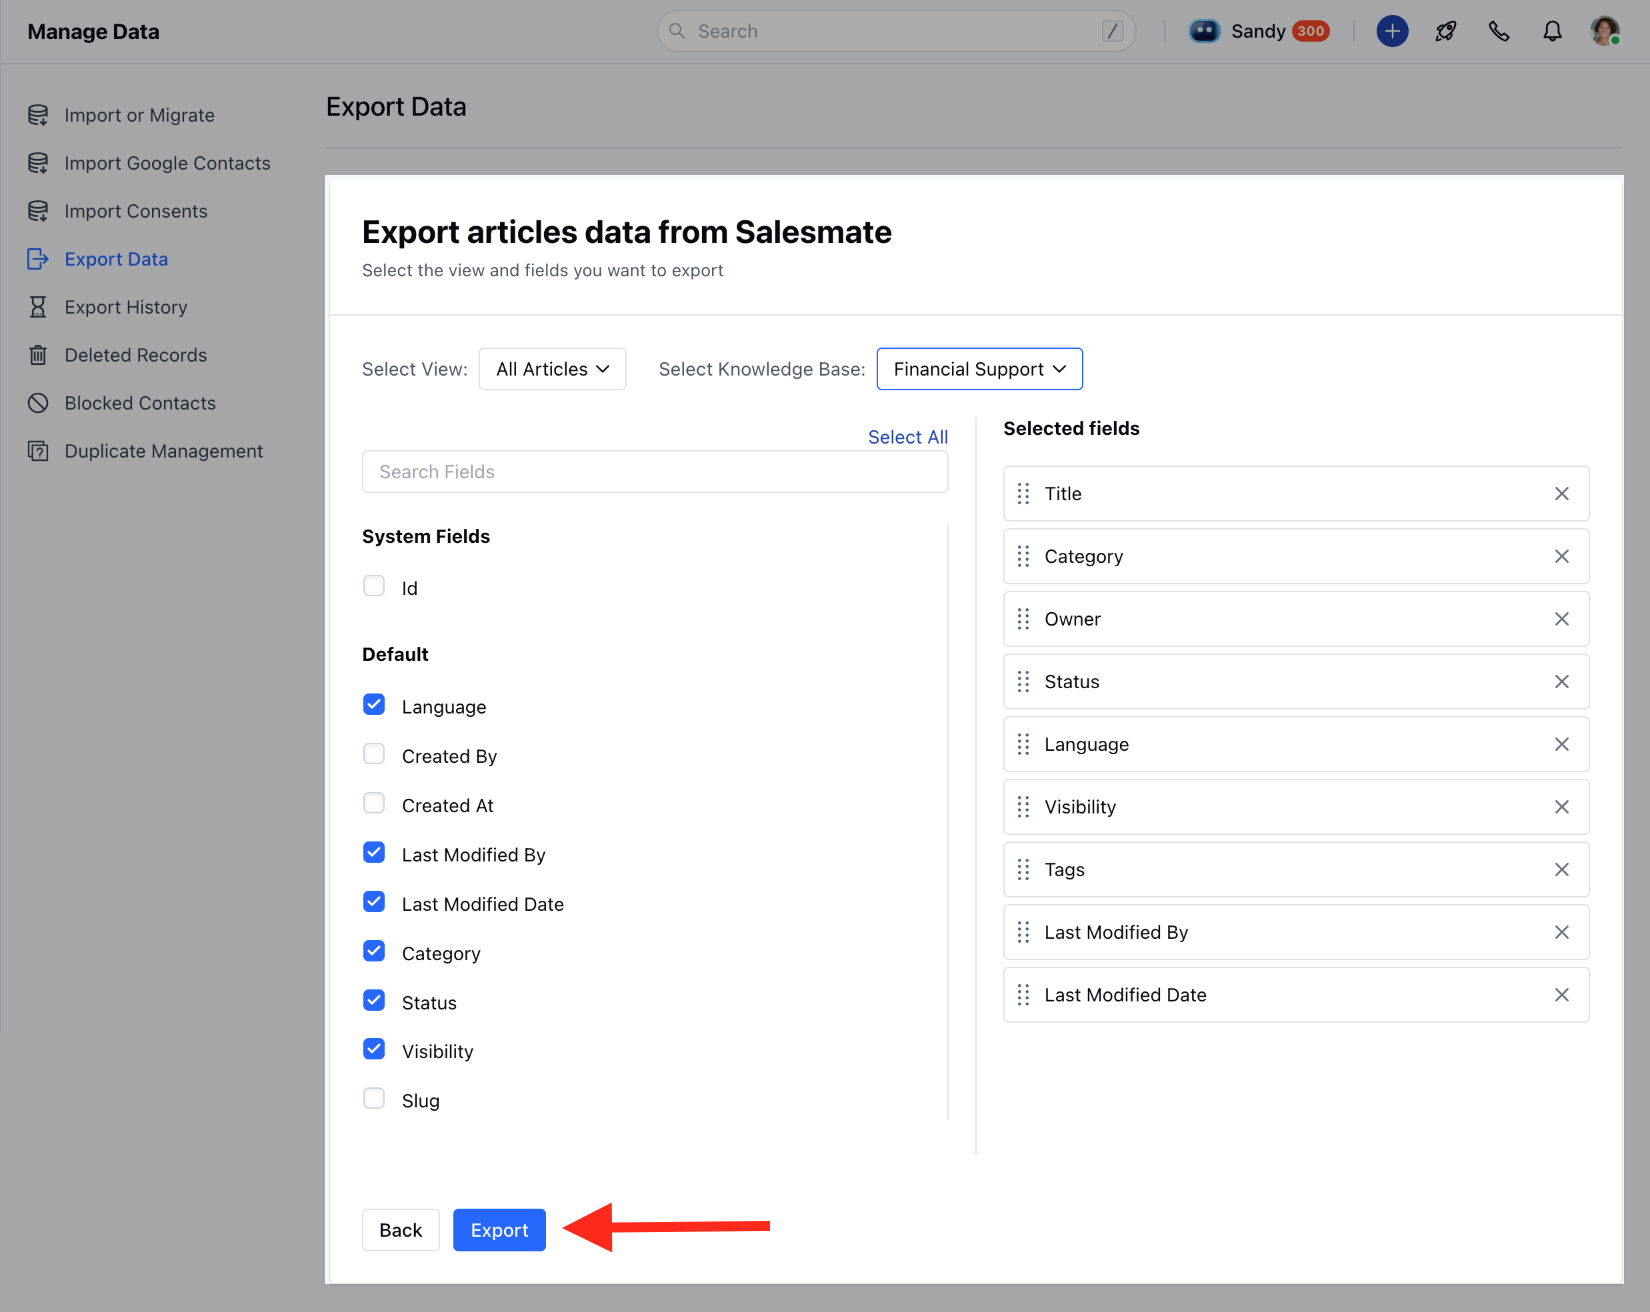 Manage Data
Search
/
Sandy 300
Import or Migrate
Import Google Contacts
Import Consents
Export Data
Export History
Deleted Records
Blocked Contacts
Duplicate Management
Export Data
Export articles data from Salesmate
Select the view and fields you want to export
Select View: All Articles Select Knowledge Base: Financial Support
Select All
Search Fields
System Fields
Id
Default
Language
Created By
Created At
Last Modified By
Last Modified Date
Category
Status
Visibility
Slug
Selected fields
Title
Category
Owner
Status
Language
Visibility
Tags
Last Modified By
Last Modified Date
Back Export